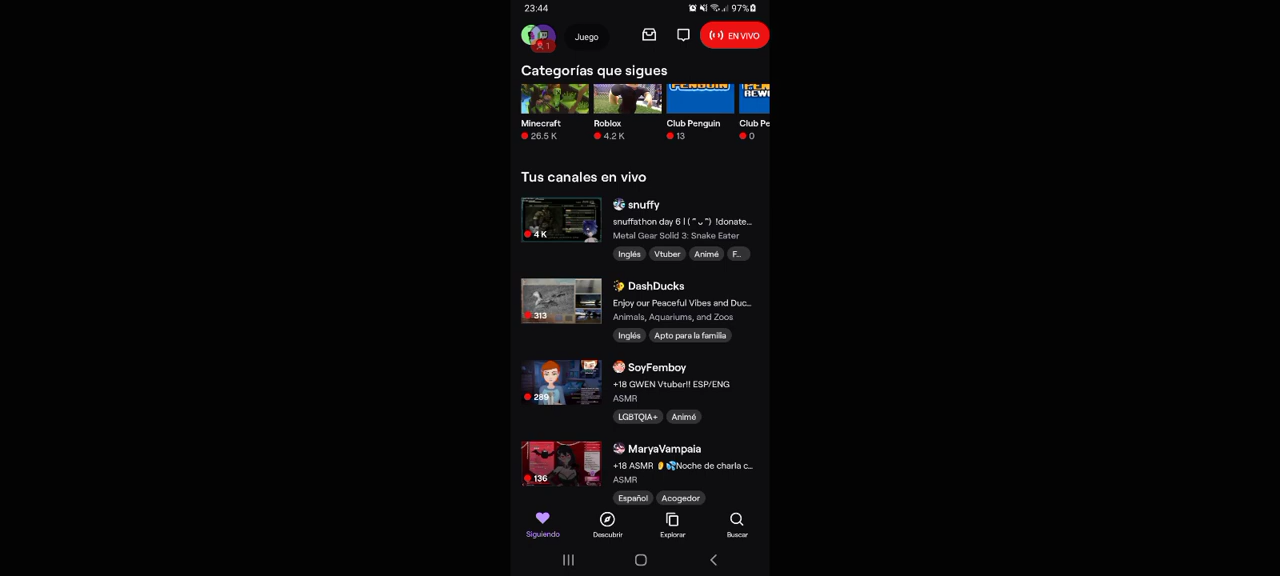 23:44
97%
1
Juego
EN VIVO
Categorías que sigues
PENGUIN
Minecraft
Roblox
Club Penguin
Club Pe
26.5 K
4.2 K
13
0
Tus canales en vivo
snuffy
4 K
Metal Gear Solid 3: Snake Eater
Inglés
Vtuber
Animé
F...
DashDucks
Enjoy our Peaceful Vibes and Duc...
313
Animals, Aquariums, and Zoos
Inglés
Apto para la familia
SoyFemboy
+18 GWEN Vtuber!! ESP/ENG
289
ASMR
LGBTQIA+
Animé
MaryaVampaia
+18 ASMR 👂💦Noche de charla c...
136
ASMR
Español
Acogedor
Siguiendo
Descubrir
Explorar
Buscar